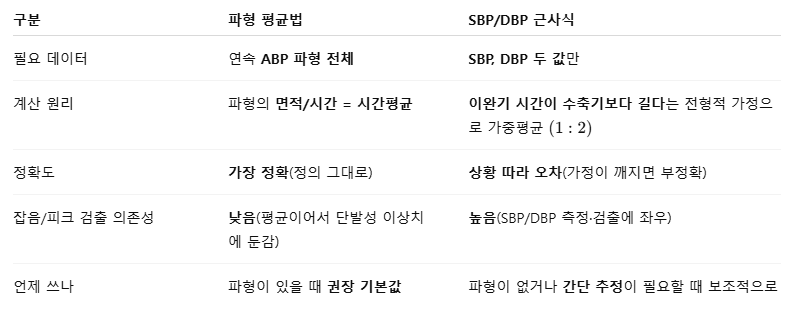 구분 파형 평균법 SBP/DBP 근사식
필요 데이터 연속 ABP 파형 전체 SBP, DBP 두 값만
계산 원리 파형의 면적/시간 = 시간평균 이완기 시간이 수축기보다 길다는 전형적 가정으
로 가중평균 (1 : 2)
정확도 가장 정확(정의 그대로) 상황 따라 오차(가정이 깨지면 부정확)
잡음/피크 검출 의존성 낮음(평균이어서 단발성 이상치 높음(SBP/DBP 측정·검출에 좌우)
에 둔감)
언제 쓰나 파형이 있을 때 권장 기본값 파형이 없거나 간단 추정이 필요할 때 보조적으로